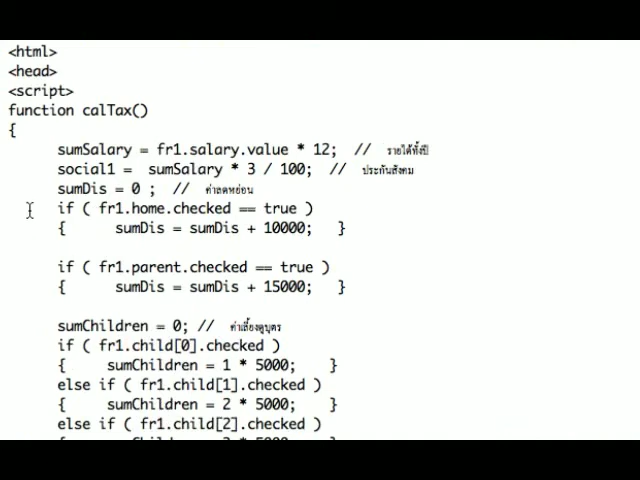 <html>
<head>
<script>
function calTax()
{
sumSalary = fr1.salary.value * 12; // รายได้ทั้งปี
social1 = sumSalary * 3 / 100; // ประกันสังคม
sumDis = 0 ; // ค่าลดหย่อน
if ( fr1.home.checked == true )
{ sumDis = sumDis + 10000; }
if ( fr1.parent.checked == true )
{ sumDis = sumDis + 15000; }
sumChildren = 0; // ค่าเลี้ยงดูบุตร
if ( fr1.child[0].checked )
{ sumChildren = 1 * 5000; }
else if ( fr1.child[1].checked )
{ sumChildren = 2 * 5000; }
else if ( fr1.child[2].checked )